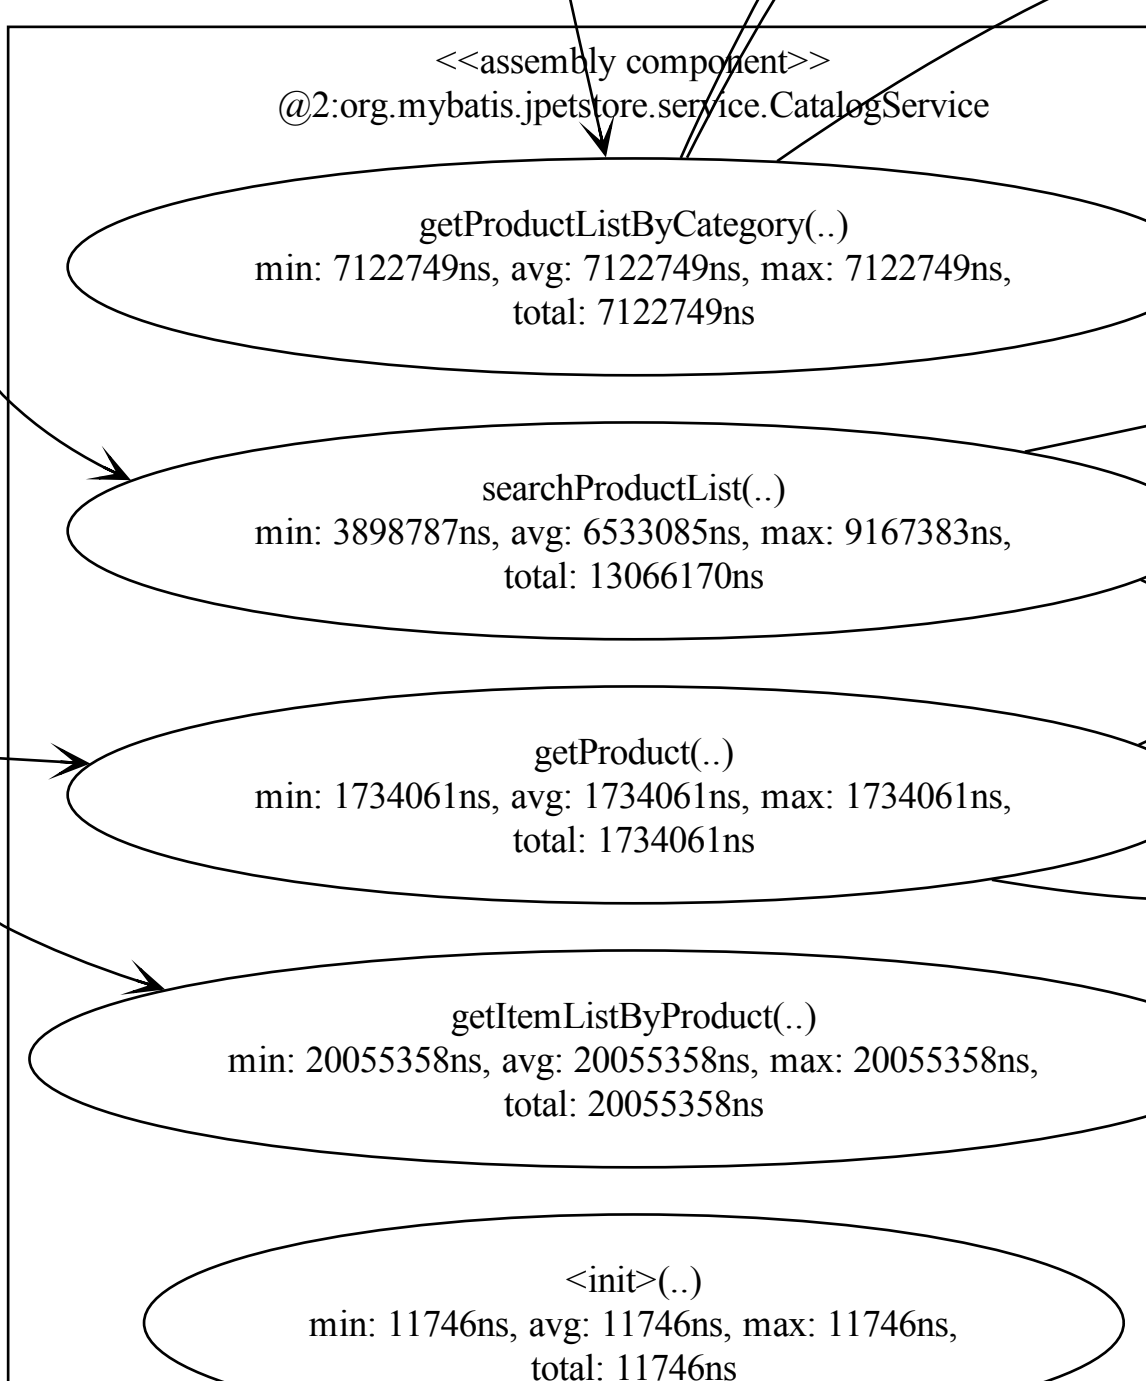 <<assembly component>>
@2:org.mybatis.jpetstore.service.CatalogService
getProductListByCategory(..)
min: 7122749ns, avg: 7122749ns, max: 7122749ns,
total: 7122749ns
searchProductList(..)
min: 3898787ns, avg: 6533085ns, max: 9167383ns,
total: 13066170ns
getProduct(..)
min: 1734061ns, avg: 1734061ns, max: 1734061ns,
total: 1734061ns
getItemListByProduct(..)
min: 20055358ns, avg: 20055358ns, max: 20055358ns,
total: 20055358ns
<init>(..)
min: 11746ns, avg: 11746ns, max: 11746ns,
total: 11746ns